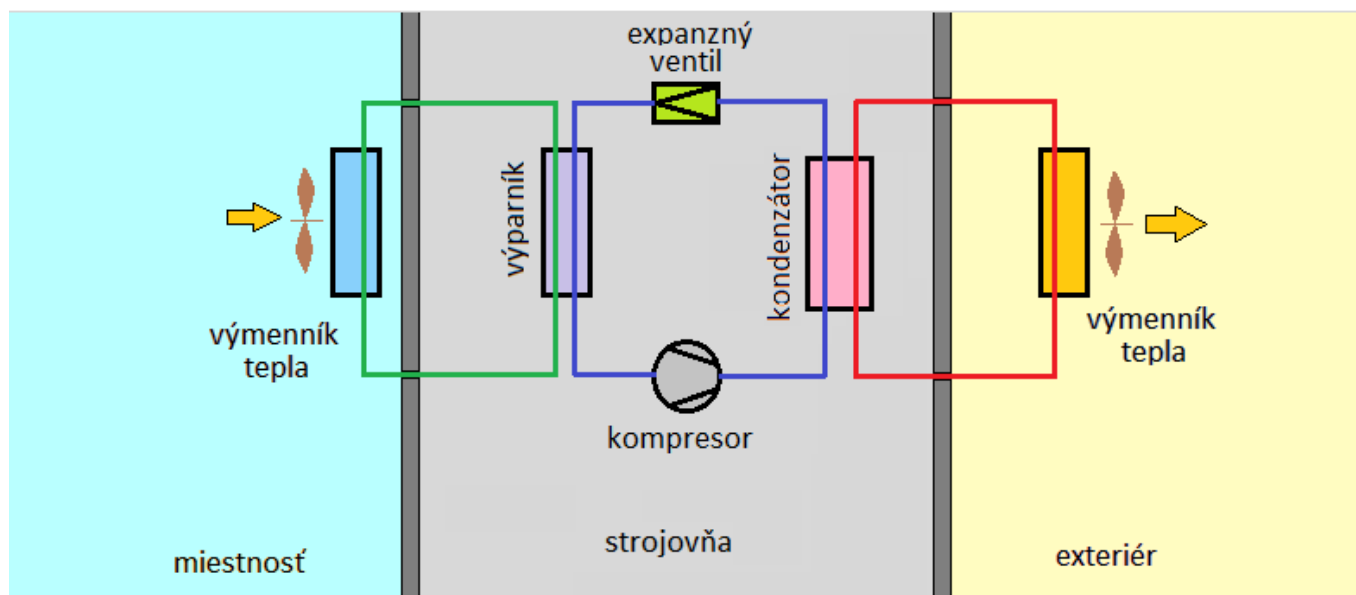 expanzný
ventil
výparník
kondenzátor
výmenník
tepla
výmenník
tepla
kompresor
miestnosť
strojovňa
exteriér